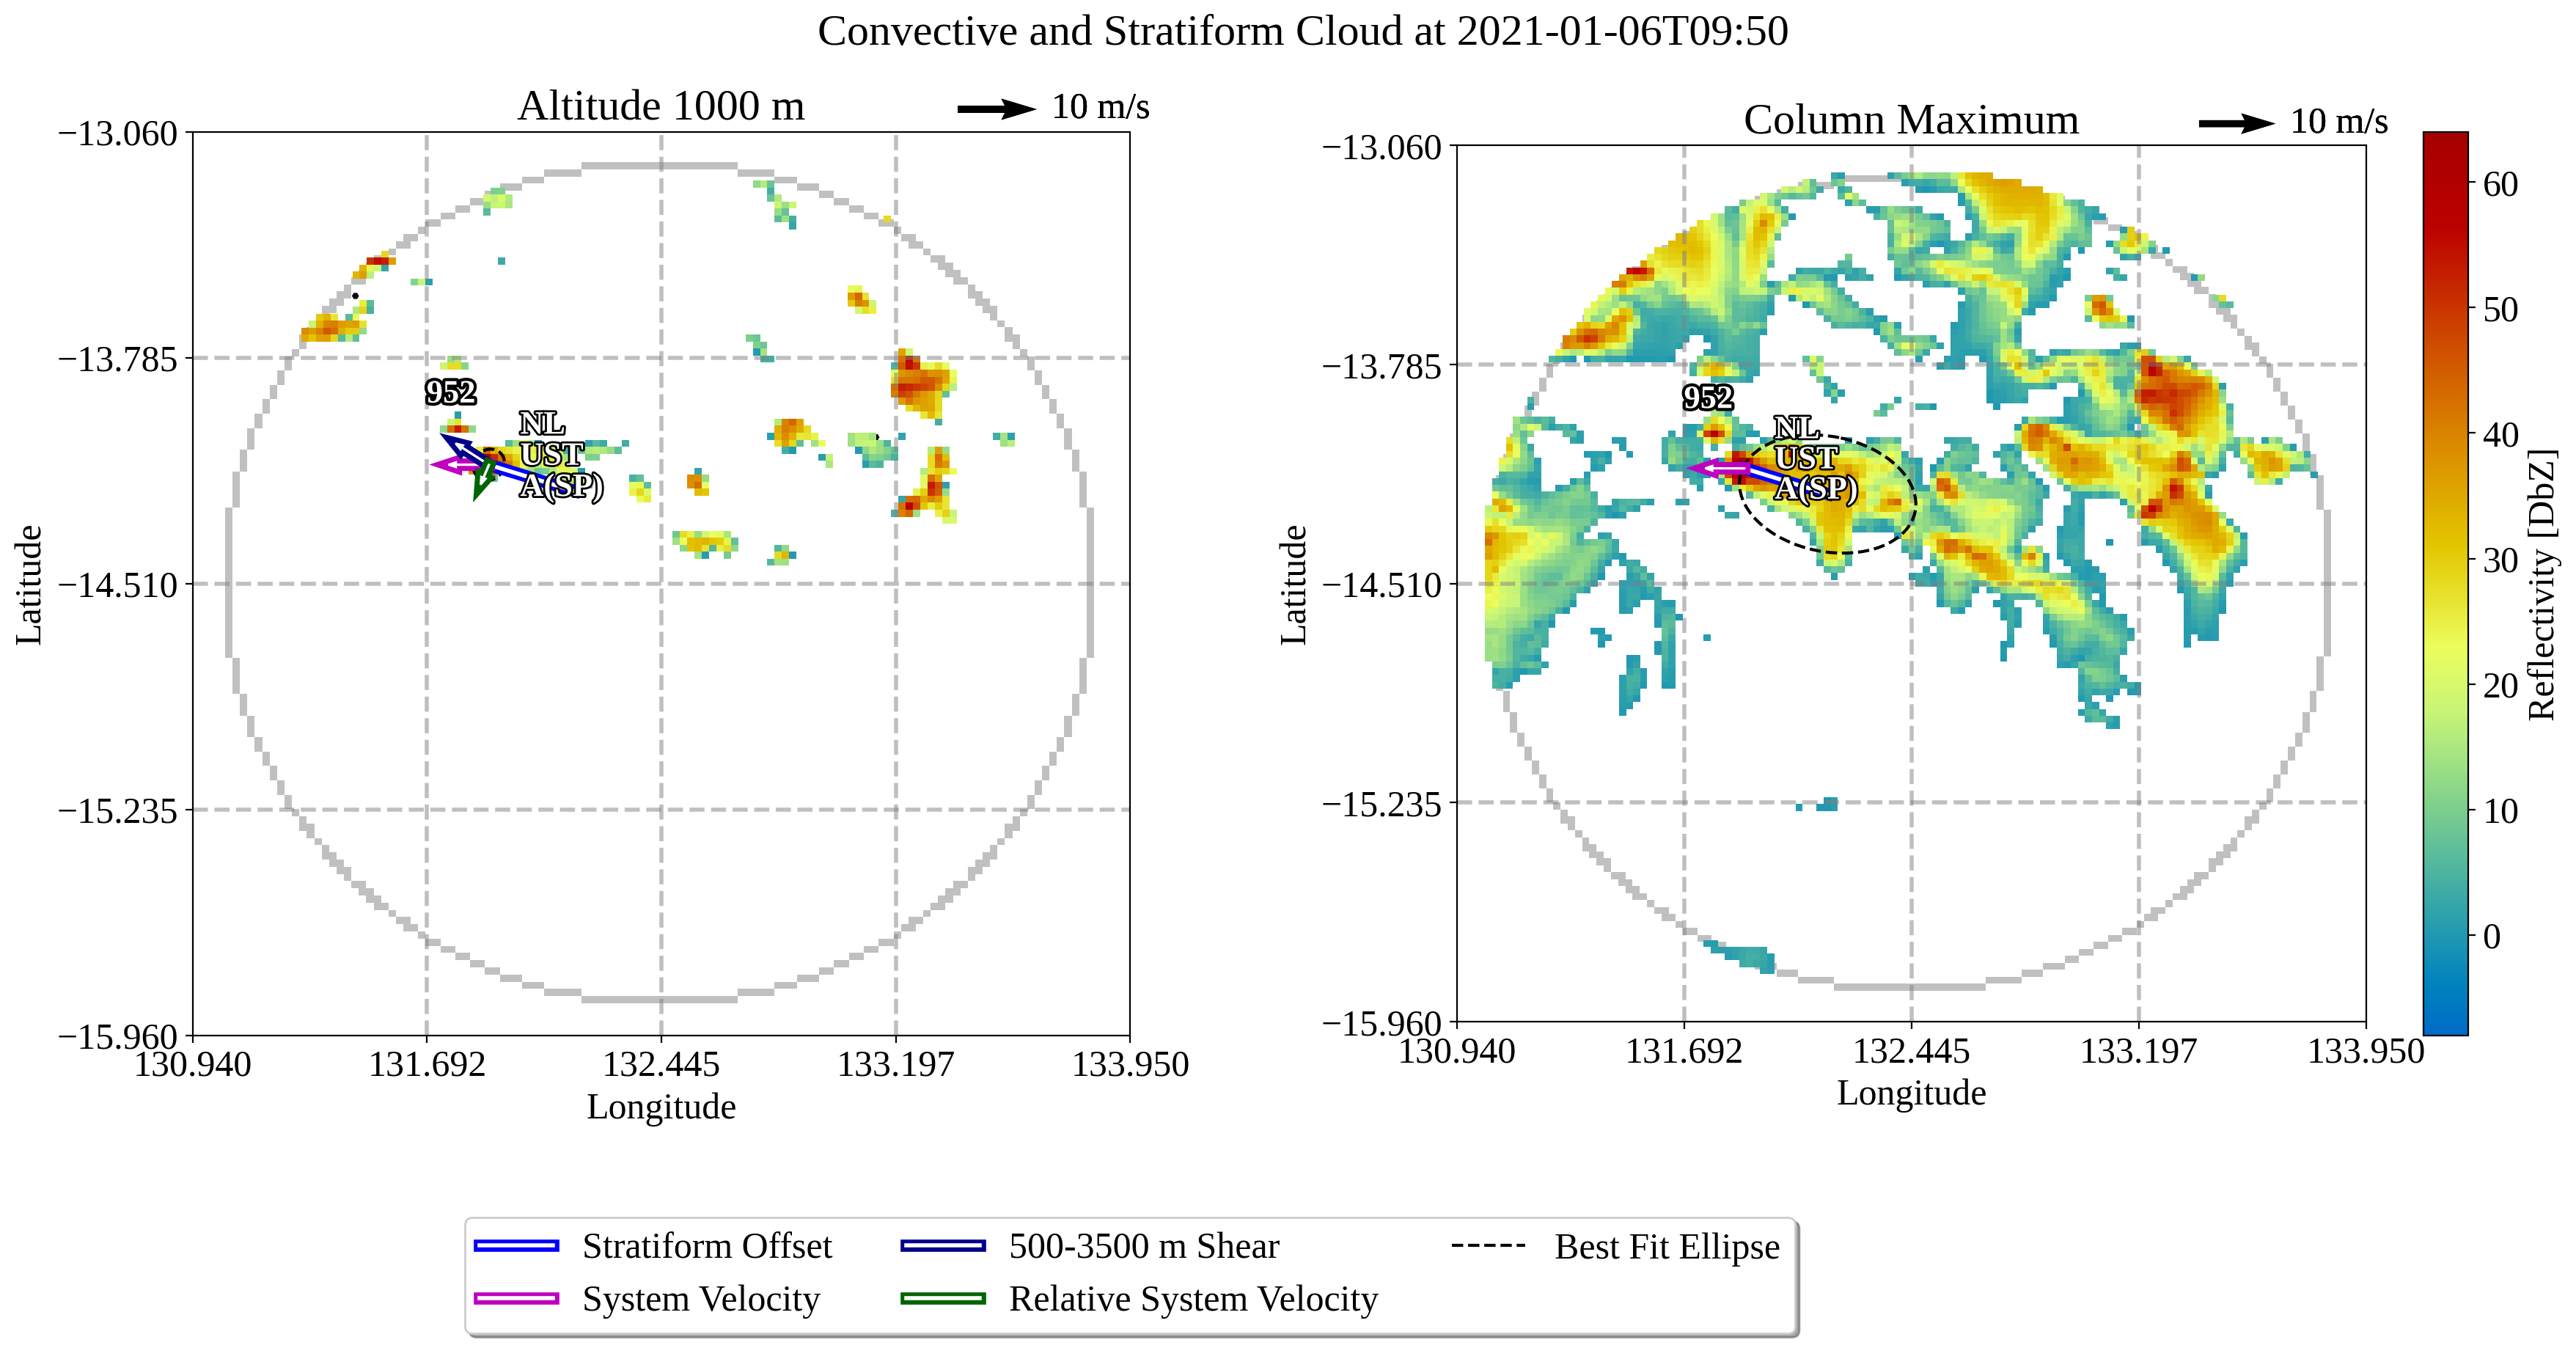 Convective and Stratiform Cloud at 2021-01-06T09:50
Altitude 1000 m
10 m/s
−13.060
−13.785
−14.510
−15.235
−15.960
130.940
131.692
132.445
133.197
133.950
Latitude
Longitude
952
NL
UST
A(SP)
Column Maximum
10 m/s
−13.060
−13.785
−14.510
−15.235
−15.960
130.940
131.692
132.445
133.197
133.950
Latitude
Longitude
952
NL
UST
A(SP)
60
50
40
30
20
10
0
Reflectivity [DbZ]
Stratiform Offset
System Velocity
500-3500 m Shear
Relative System Velocity
Best Fit Ellipse